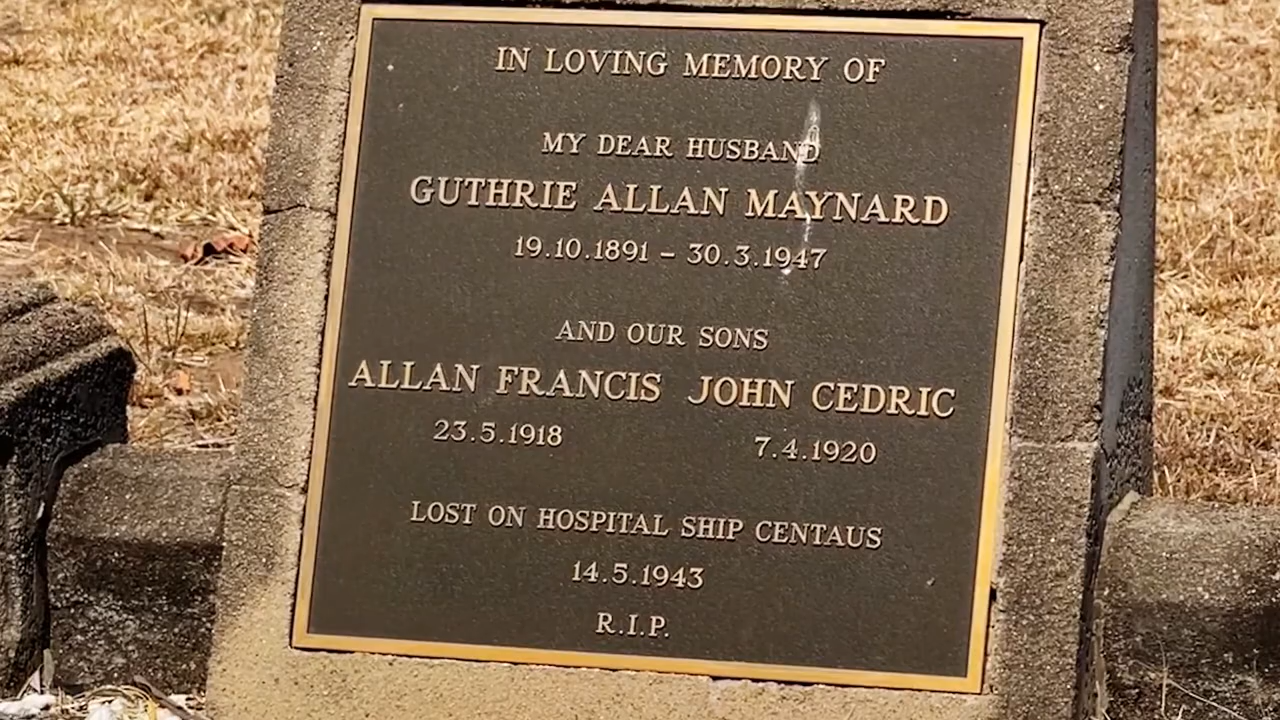 IN LOVING MEMORY OF
MY DEAR HUSBAND
GUTHRIE ALLAN MAYNARD
19.10.1891 – 30.3.1947
AND OUR SONS
ALLAN FRANCIS JOHN CEDRIC
23.5.1918 7.4.1920
LOST ON HOSPITAL SHIP CENTAUS
14.5.1943
R.I.P.